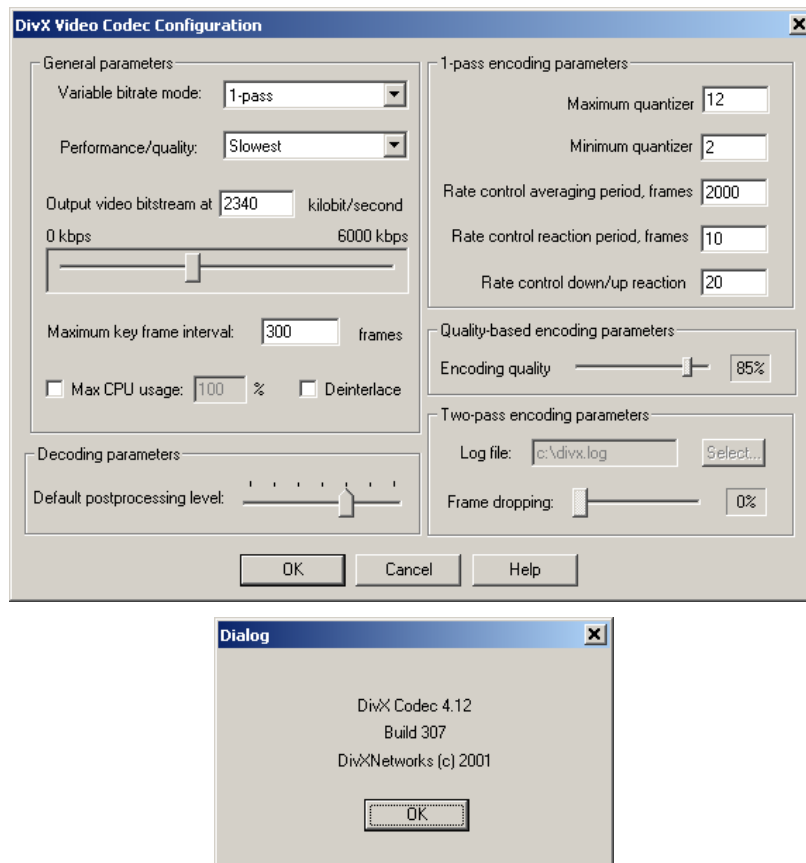 DivX Video Codec Configuration
General parameters
Variable bitrate mode: 1-pass
Performance/quality: Slowest
Output video bitstream at 2340 kilobit/second
0 kbps 6000 kbps
Maximum key frame interval: 300 frames
Max CPU usage: 100 % Deinterlace
Decoding parameters
Default postprocessing level:
1-pass encoding parameters
Maximum quantizer 12
Minimum quantizer 2
Rate control averaging period, frames 2000
Rate control reaction period, frames 10
Rate control down/up reaction 20
Quality-based encoding parameters
Encoding quality 85%
Two-pass encoding parameters
Log file: c:\divx.log Select...
Frame dropping: 0%
OK Cancel Help
Dialog
DivX Codec 4.12
Build 307
DivXNetworks (c) 2001
OK